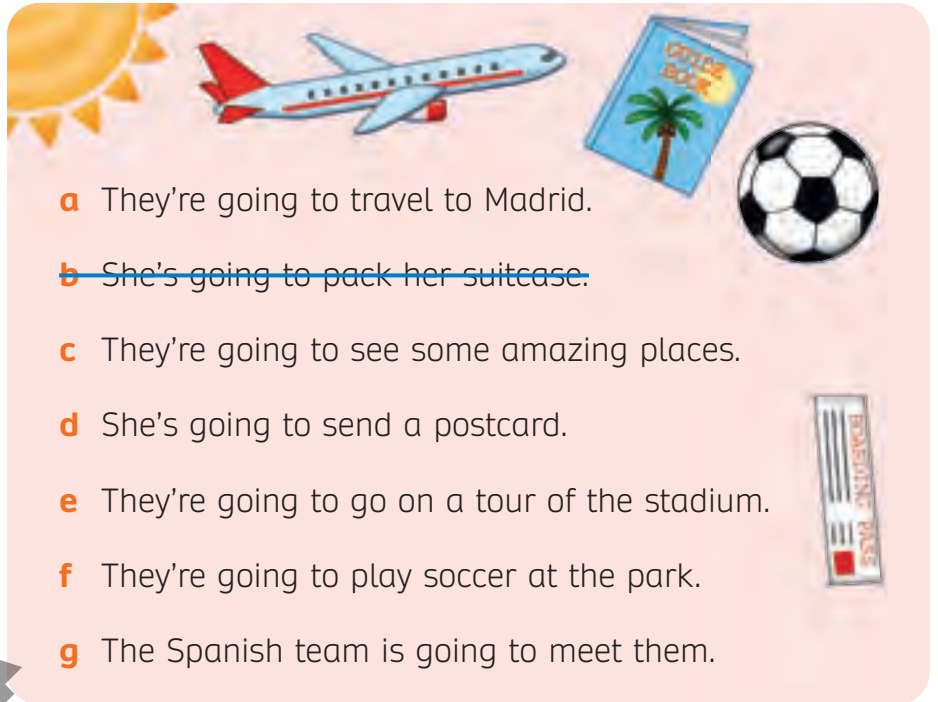 GUIDE
BOOK
a They're going to travel to Madrid.
b She's going to pack her suitcase.
c They're going to see some amazing places.
d She's going to send a postcard.
BOARDING PASS
e They're going to go on a tour of the stadium.
f They're going to play soccer at the park.
g The Spanish team is going to meet them.